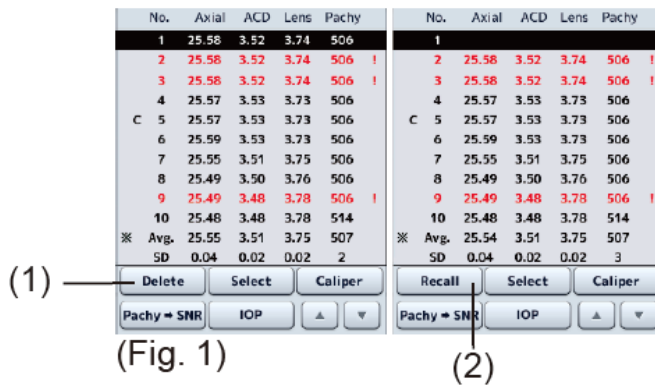 No. Axial ACD Lens Pachy
1 25.58 3.52 3.74 506
2 25.58 3.52 3.74 506 !
3 25.58 3.52 3.74 506 !
4 25.57 3.53 3.73 506
C 5 25.57 3.53 3.73 506
6 25.59 3.53 3.73 506
7 25.55 3.51 3.75 506
8 25.49 3.50 3.76 506
9 25.49 3.48 3.78 506 !
10 25.48 3.48 3.78 514
※ Avg. 25.55 3.51 3.75 507
SD 0.04 0.02 0.02 2
Delete Select Caliper
Pachy ➡ SNR IOP ▲ ▼
(1)
(Fig. 1)
No. Axial ACD Lens Pachy
1
2 25.58 3.52 3.74 506 !
3 25.58 3.52 3.74 506 !
4 25.57 3.53 3.73 506
C 5 25.57 3.53 3.73 506
6 25.59 3.53 3.73 506
7 25.55 3.51 3.75 506
8 25.49 3.50 3.76 506
9 25.49 3.48 3.78 506 !
10 25.48 3.48 3.78 514
※ Avg. 25.54 3.51 3.75 507
SD 0.04 0.02 0.02 3
Recall Select Caliper
Pachy ➡ SNR IOP ▲ ▼
(2)